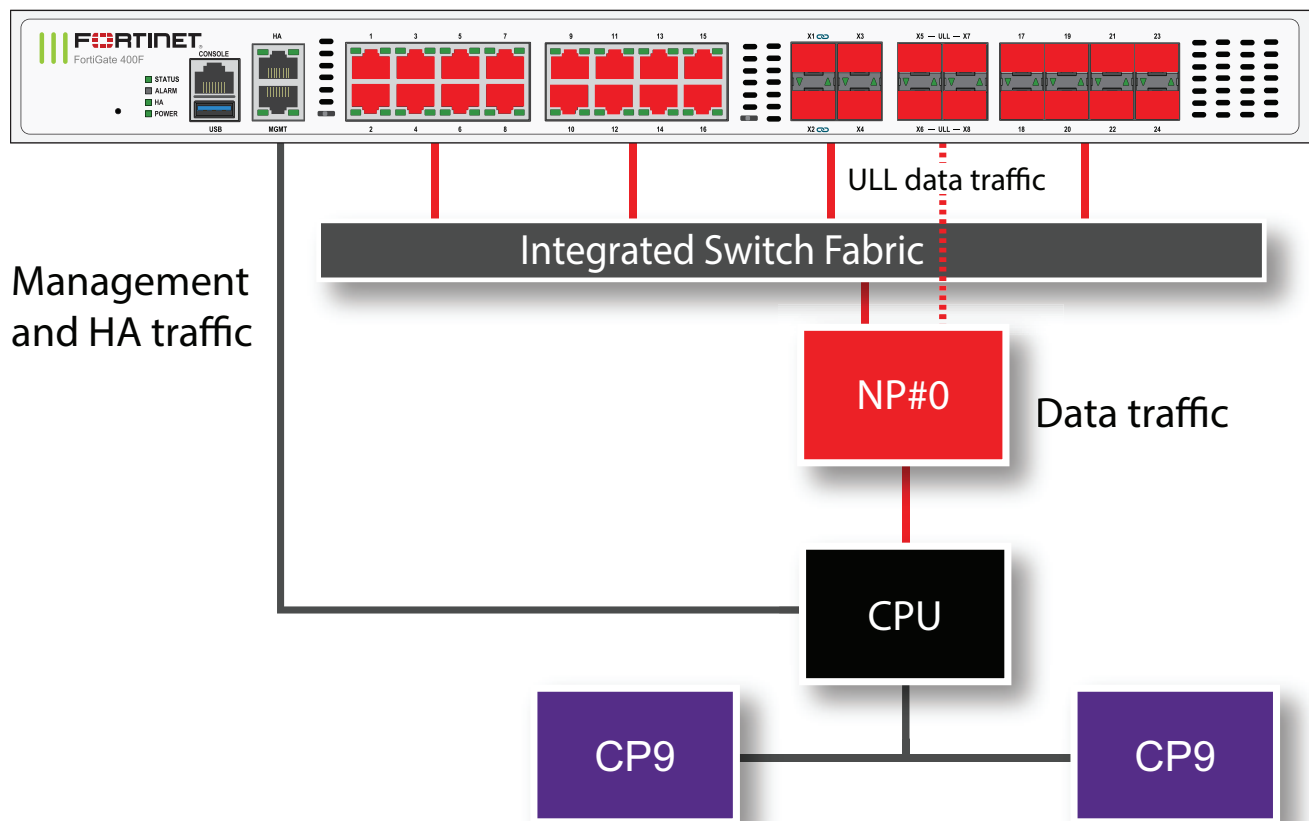 FORTINET
FortiGate 400F
CONSOLE
HA
STATUS
ALARM
HA
POWER
USB
MGMT
1 3 5 7
2 4 6 8
9 11 13 15
10 12 14 16
X1 X3
X2 X4
X5 — ULL — X7
X6 — ULL — X8
17 19 21 23
18 20 22 24
ULL data traffic
Integrated Switch Fabric
Management
and HA traffic
NP#0
Data traffic
CPU
CP9
CP9